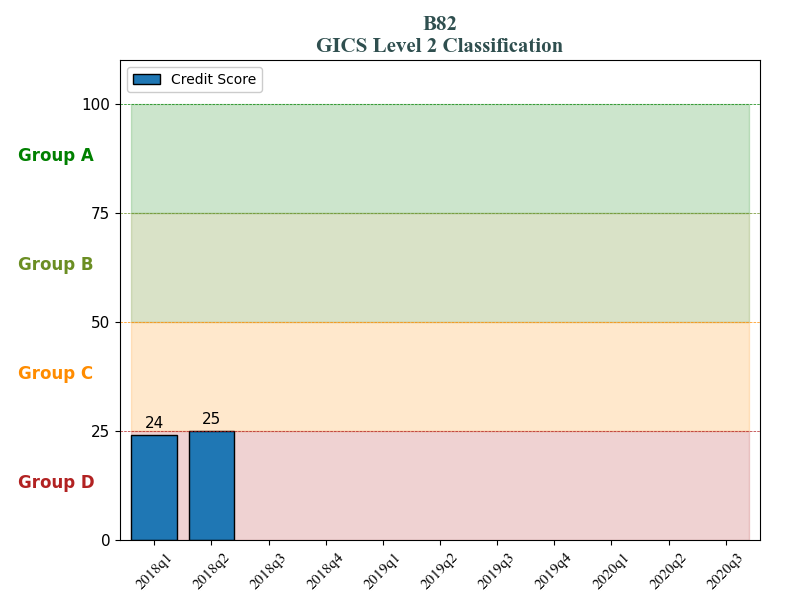 B82
GICS Level 2 Classification
Credit Score
100
Group A
75
Group B
50
Group C
25
24
25
Group D
0
2018q1
2018q2
2018q3
2018q4
2019q1
2019q2
2019q3
2019q4
2020q1
2020q2
2020q3